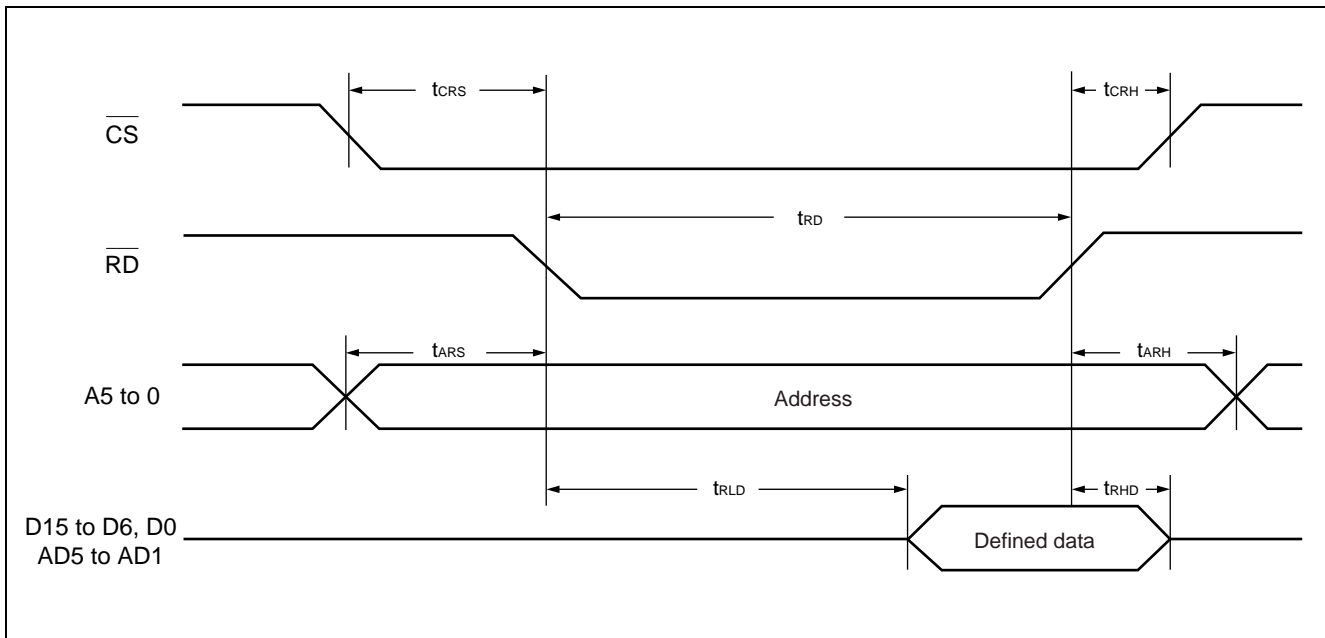 tCRS
tCRH
CS
tRD
RD
tARS
tARH
A5 to 0
Address
tRLD
tRHD
D15 to D6, D0
AD5 to AD1
Defined data